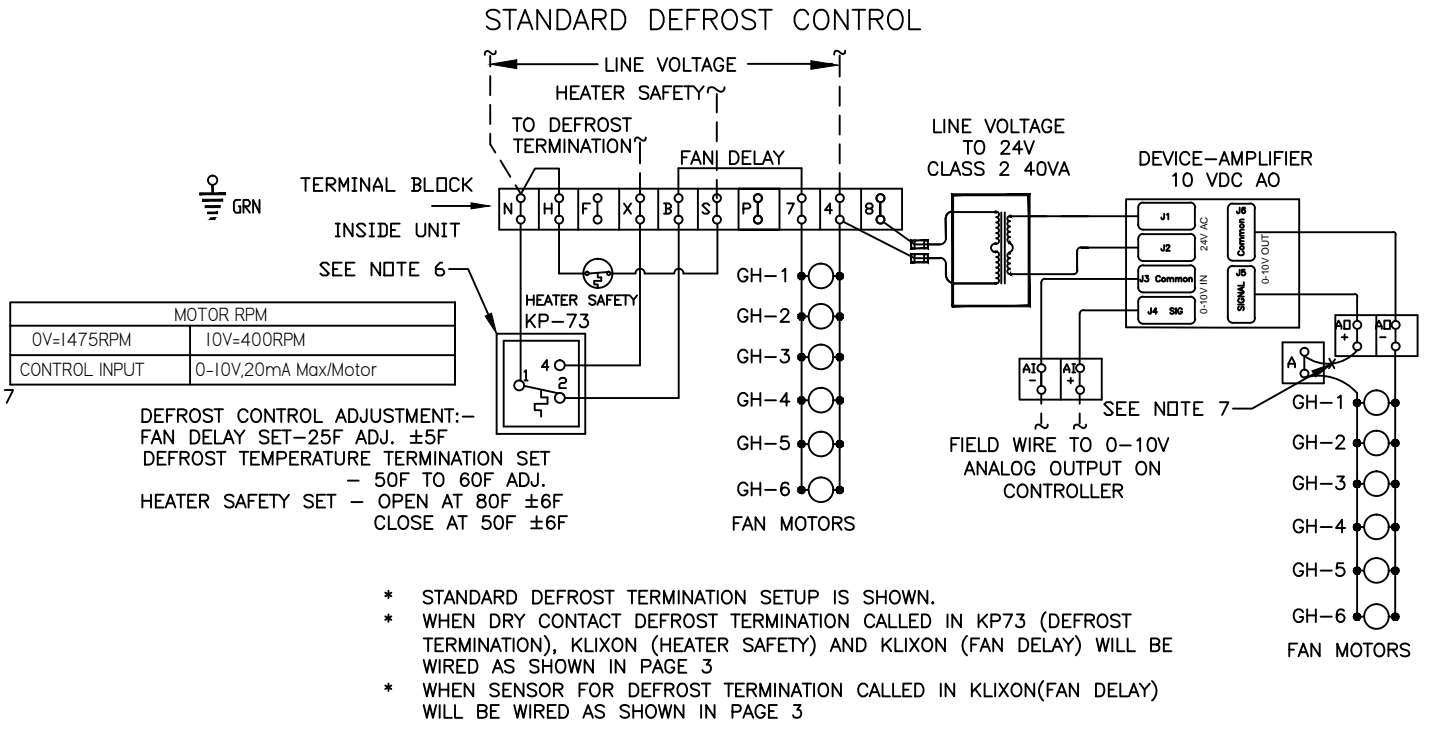 STANDARD DEFROST CONTROL
LINE VOLTAGE
HEATER SAFETY
TO DEFROST
TERMINATION
FAN DELAY
LINE VOLTAGE
TO 24V
CLASS 2 40VA
DEVICE-AMPLIFIER
10 VDC AO
GRN
TERMINAL BLOCK
INSIDE UNIT
N H F X B S P 7 4 8
J1
J2
J3 Common
J4 SIG
24V AC
0-10V IN
J6
Common
J5
SIGNAL
0-10V OUT
SEE NOTE 6
HEATER SAFETY
KP-73
4
1
2
MOTOR RPM
0V=1475RPM 10V=400RPM
CONTROL INPUT 0-10V,20mA Max/Motor
7
DEFROST CONTROL ADJUSTMENT:-
FAN DELAY SET-25F ADJ. ±5F
DEFROST TEMPERATURE TERMINATION SET
- 50F TO 60F ADJ.
HEATER SAFETY SET - OPEN AT 80F ±6F
CLOSE AT 50F ±6F
GH-1
GH-2
GH-3
GH-4
GH-5
GH-6
FAN MOTORS
AI
-
AI
+
FIELD WIRE TO 0-10V
ANALOG OUTPUT ON
CONTROLLER
AO
+
AO
-
A
X
SEE NOTE 7
GH-1
GH-2
GH-3
GH-4
GH-5
GH-6
FAN MOTORS
* STANDARD DEFROST TERMINATION SETUP IS SHOWN.
* WHEN DRY CONTACT DEFROST TERMINATION CALLED IN KP73 (DEFROST
TERMINATION), KLIXON (HEATER SAFETY) AND KLIXON (FAN DELAY) WILL BE
WIRED AS SHOWN IN PAGE 3
* WHEN SENSOR FOR DEFROST TERMINATION CALLED IN KLIXON(FAN DELAY)
WILL BE WIRED AS SHOWN IN PAGE 3